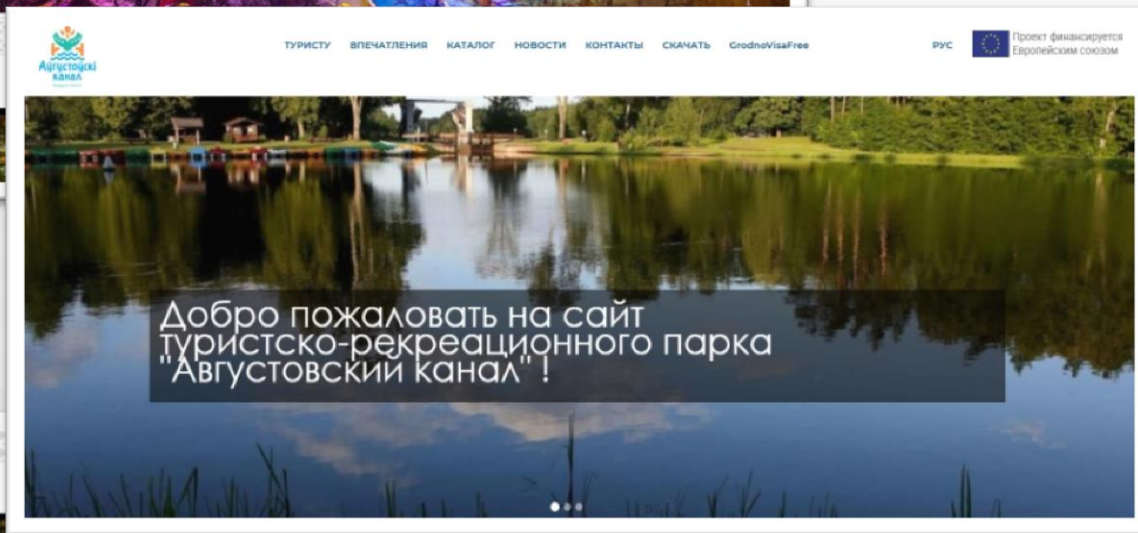 Аўгустоўскі
канал
ТУРИСТУ ВПЕЧАТЛЕНИЯ КАТАЛОГ НОВОСТИ КОНТАКТЫ СКАЧАТЬ GrodnoVisaFree
РУС
Проект финансируется
Европейским союзом
Добро пожаловать на сайт
туристско-рекреационного парка
"Августовский канал"!